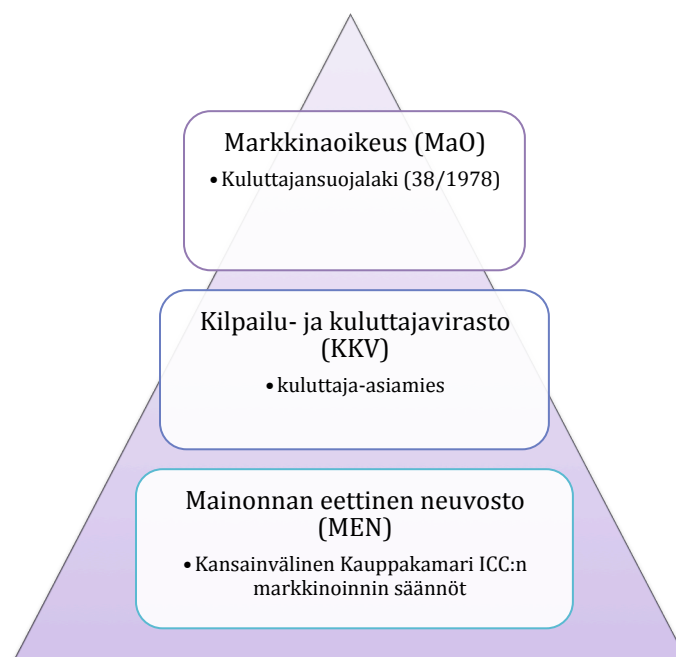 Markkinaoikeus (MaO)
• Kuluttajansuojalaki (38/1978)
Kilpailu- ja kuluttajavirasto
(KKV)
• kuluttaja-asiamies
Mainonnan eettinen neuvosto
(MEN)
• Kansainvälinen Kauppakamari ICC:n
markkinoinnin säännöt